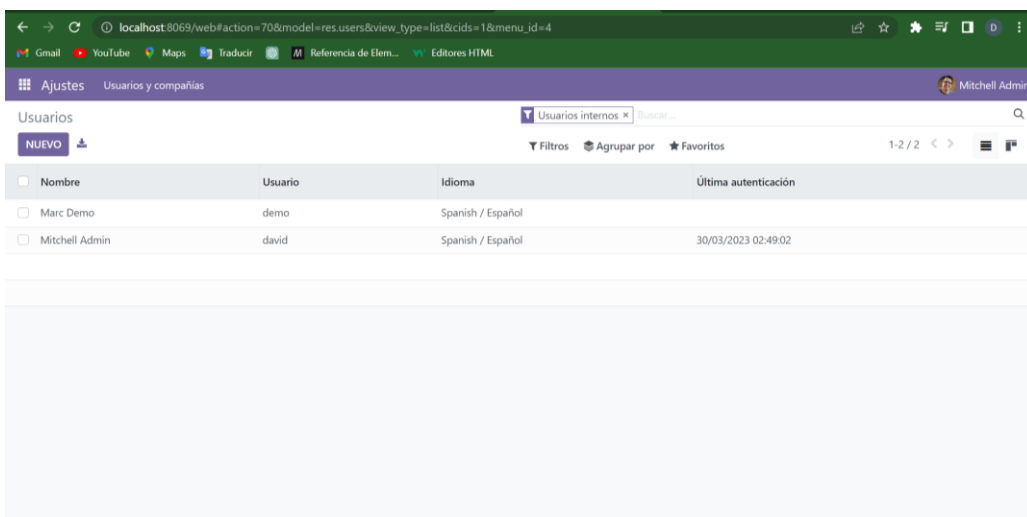 localhost:8069/web#action=70&model=res.users&view_type=list&cids=1&menu_id=4 D
Gmail YouTube Maps Traducir M Referencia de Elem... W Editores HTML
Ajustes Usuarios y compañías Mitchell Admin
Usuarios Usuarios internos × Buscar...
NUEVO Filtros Agrupar por Favoritos 1-2 / 2
Nombre Usuario Idioma Última autenticación
Marc Demo demo Spanish / Español
Mitchell Admin david Spanish / Español 30/03/2023 02:49:02